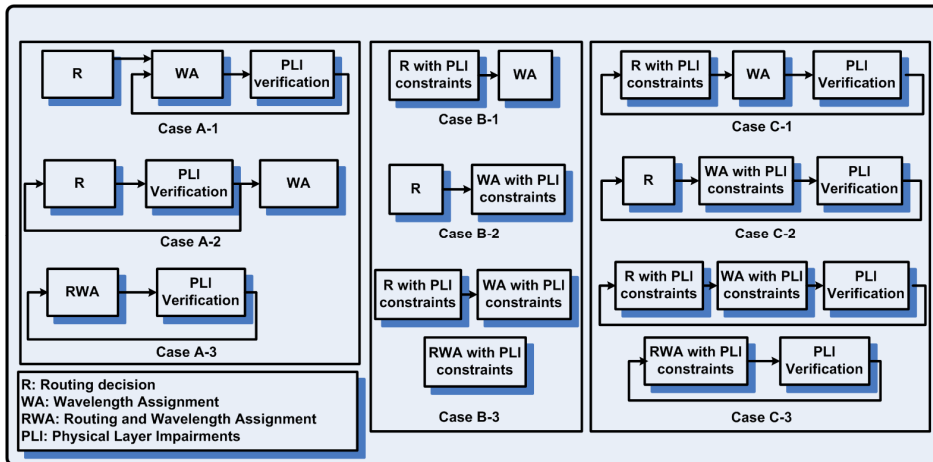 R
WA
PLI
verification
Case A-1
R
PLI
Verification
WA
Case A-2
RWA
PLI
Verification
Case A-3
R: Routing decision
WA: Wavelength Assignment
RWA: Routing and Wavelength Assignment
PLI: Physical Layer Impairments
R with PLI
constraints
WA
Case B-1
R
WA with PLI
constraints
Case B-2
R with PLI
constraints
WA with PLI
constraints
RWA with PLI
constraints
Case B-3
R with PLI
constraints
WA
PLI
Verification
Case C-1
R
WA with PLI
constraints
PLI
Verification
Case C-2
R with PLI
constraints
WA with PLI
constraints
PLI
Verification
RWA with PLI
constraints
PLI
Verification
Case C-3